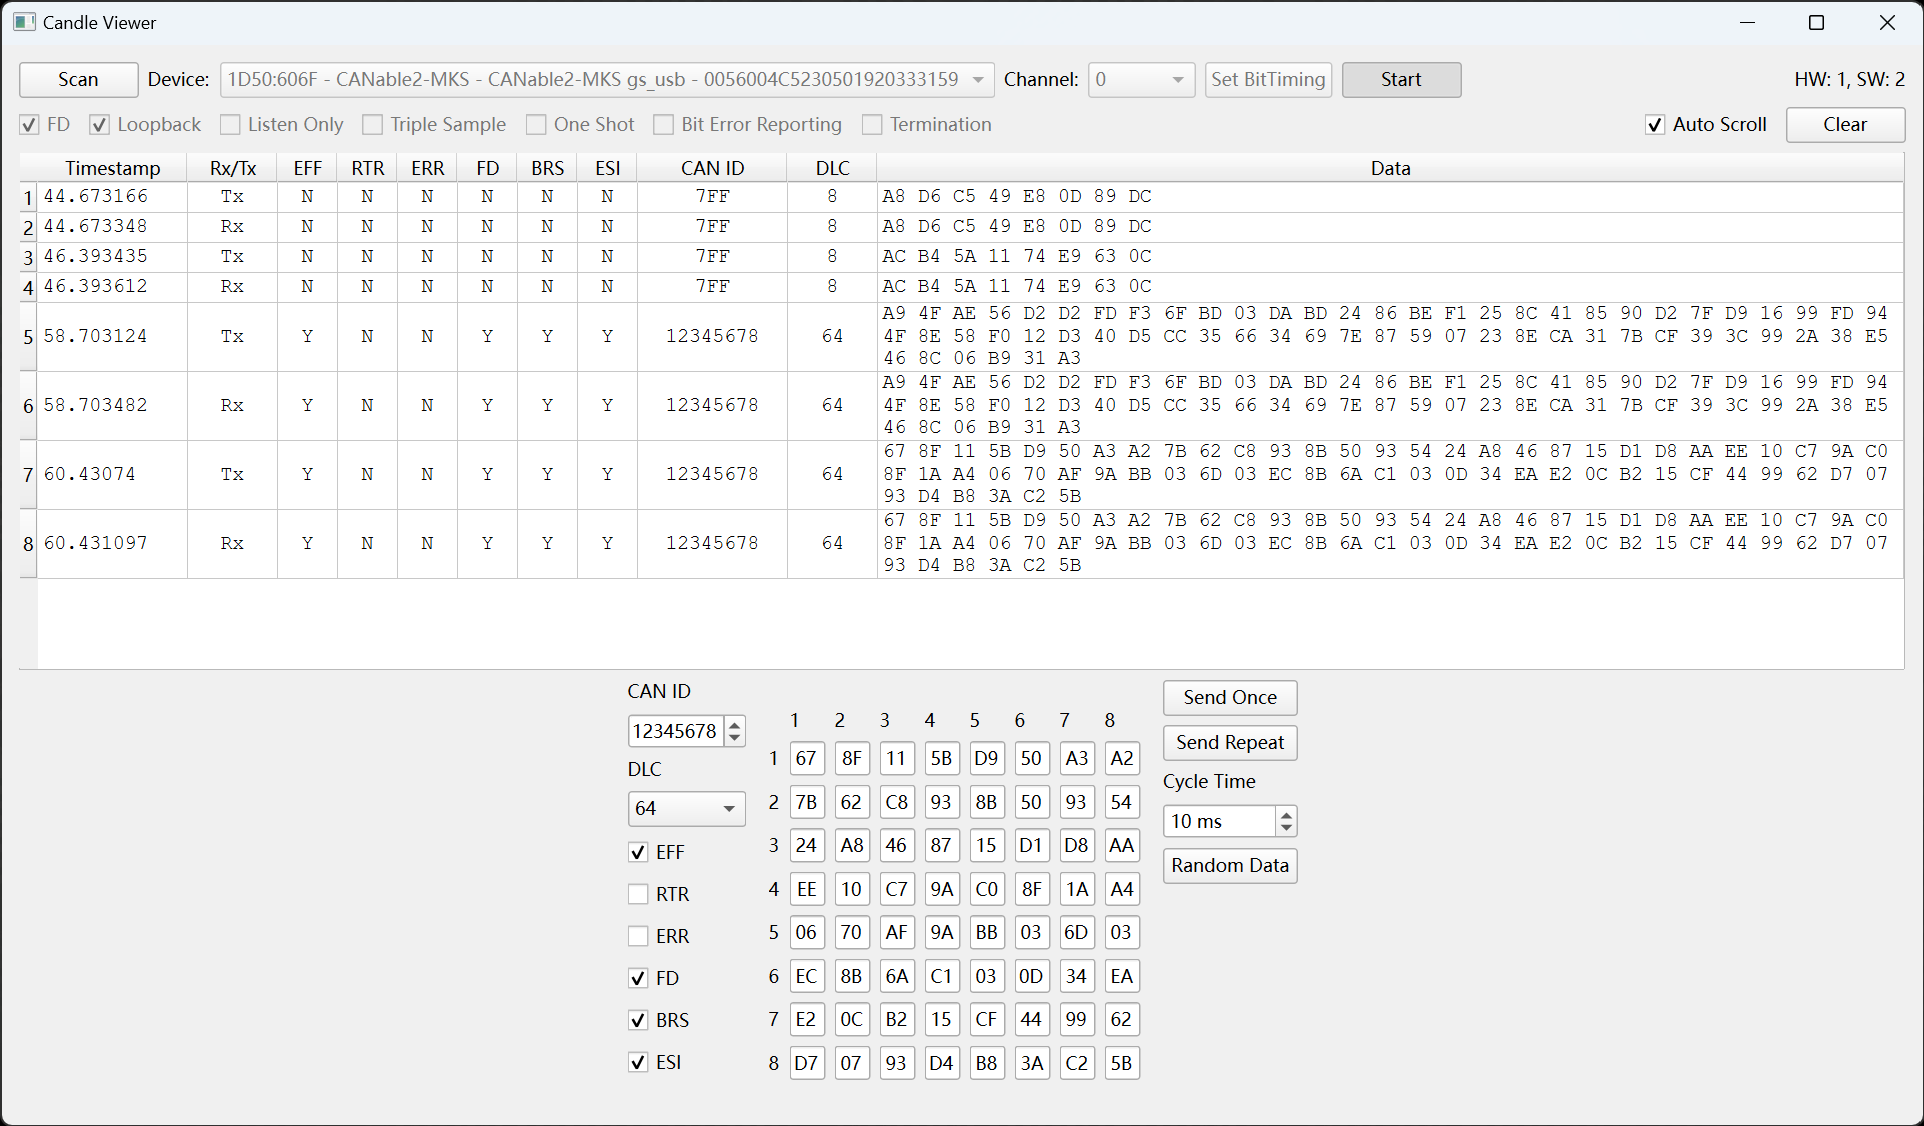 Candle Viewer
Scan Device: 1D50:606F - CANable2-MKS - CANable2-MKS gs_usb - 0056004C5230501920333159 Channel: 0 Set BitTiming Start HW: 1, SW: 2
FD Loopback Listen Only Triple Sample One Shot Bit Error Reporting Termination Auto Scroll Clear
Timestamp Rx/Tx EFF RTR ERR FD BRS ESI CAN ID DLC Data
1 44.673166 Tx N N N N N N 7FF 8 A8 D6 C5 49 E8 0D 89 DC
2 44.673348 Rx N N N N N N 7FF 8 A8 D6 C5 49 E8 0D 89 DC
3 46.393435 Tx N N N N N N 7FF 8 AC B4 5A 11 74 E9 63 0C
4 46.393612 Rx N N N N N N 7FF 8 AC B4 5A 11 74 E9 63 0C
5 58.703124 Tx Y N N Y Y Y 12345678 64 A9 4F AE 56 D2 D2 FD F3 6F BD 03 DA BD 24 86 BE F1 25 8C 41 85 90 D2 7F D9 16 99 FD 94
4F 8E 58 F0 12 D3 40 D5 CC 35 66 34 69 7E 87 59 07 23 8E CA 31 7B CF 39 3C 99 2A 38 E5
46 8C 06 B9 31 A3
6 58.703482 Rx Y N N Y Y Y 12345678 64 A9 4F AE 56 D2 D2 FD F3 6F BD 03 DA BD 24 86 BE F1 25 8C 41 85 90 D2 7F D9 16 99 FD 94
4F 8E 58 F0 12 D3 40 D5 CC 35 66 34 69 7E 87 59 07 23 8E CA 31 7B CF 39 3C 99 2A 38 E5
46 8C 06 B9 31 A3
7 60.43074 Tx Y N N Y Y Y 12345678 64 67 8F 11 5B D9 50 A3 A2 7B 62 C8 93 8B 50 93 54 24 A8 46 87 15 D1 D8 AA EE 10 C7 9A C0
8F 1A A4 06 70 AF 9A BB 03 6D 03 EC 8B 6A C1 03 0D 34 EA E2 0C B2 15 CF 44 99 62 D7 07
93 D4 B8 3A C2 5B
8 60.431097 Rx Y N N Y Y Y 12345678 64 67 8F 11 5B D9 50 A3 A2 7B 62 C8 93 8B 50 93 54 24 A8 46 87 15 D1 D8 AA EE 10 C7 9A C0
8F 1A A4 06 70 AF 9A BB 03 6D 03 EC 8B 6A C1 03 0D 34 EA E2 0C B2 15 CF 44 99 62 D7 07
93 D4 B8 3A C2 5B
CAN ID
12345678
DLC
64
EFF
RTR
ERR
FD
BRS
ESI
1 2 3 4 5 6 7 8
1 67 8F 11 5B D9 50 A3 A2
2 7B 62 C8 93 8B 50 93 54
3 24 A8 46 87 15 D1 D8 AA
4 EE 10 C7 9A C0 8F 1A A4
5 06 70 AF 9A BB 03 6D 03
6 EC 8B 6A C1 03 0D 34 EA
7 E2 0C B2 15 CF 44 99 62
8 D7 07 93 D4 B8 3A C2 5B
Send Once
Send Repeat
Cycle Time
10 ms
Random Data